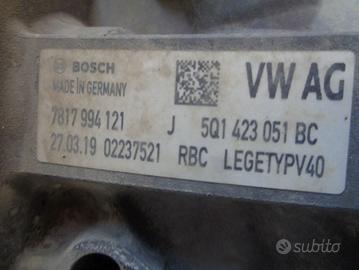 BOSCH
MADE IN GERMANY
VW AG
7817 994 121 J 5Q1 423 051 BC
27.03.19 02237521 RBC LEGETYPV40
subito